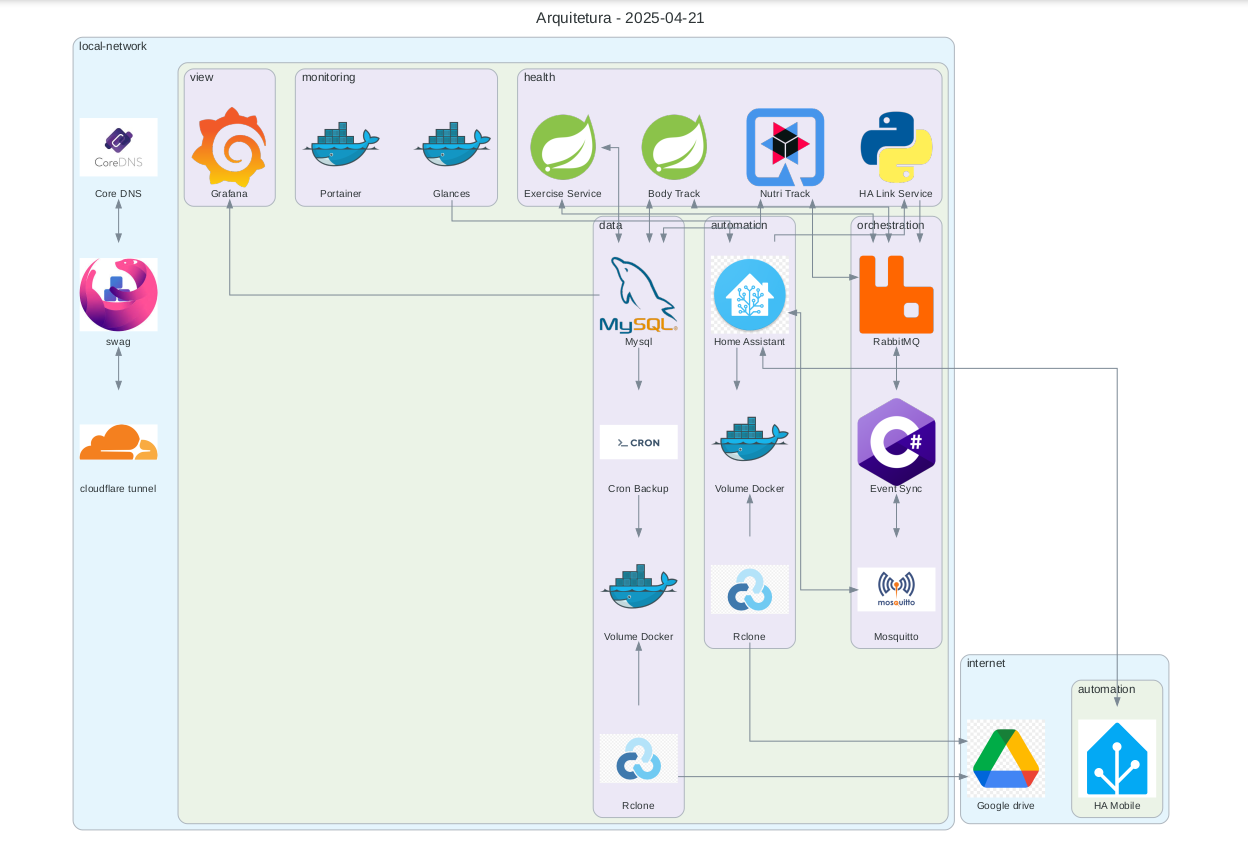 Arquitetura - 2025-04-21
local-network
view
monitoring
health
CoreDNS
Core DNS
Grafana
Portainer
Glances
Exercise Service
Body Track
Nutri Track
HA Link Service
data
automation
orchestration
MySQL®
swag
Mysql
Home Assistant
RabbitMQ
>_ CRON
C#
cloudflare tunnel
Cron Backup
Volume Docker
Event Sync
mosquitto
Volume Docker
Rclone
Mosquitto
internet
automation
Rclone
Google drive
HA Mobile